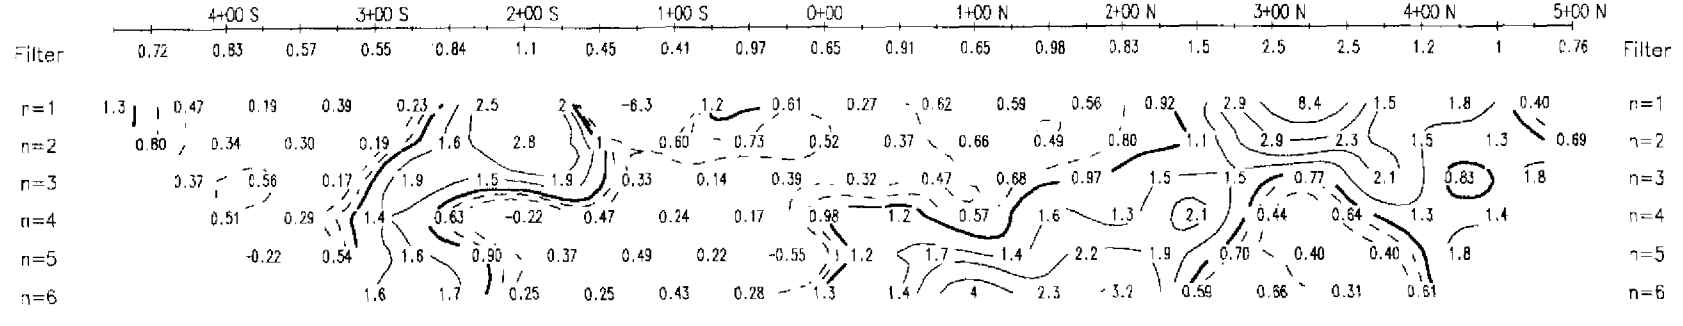 4+00 S 3+00 S 2+00 S 1+00 S 0+00 1+00 N 2+00 N 3+00 N 4+00 N 5+00 N
Filter 0.72 0.83 0.57 0.55 0.84 1.1 0.45 0.41 0.97 0.65 0.91 0.65 0.98 0.83 1.5 2.5 2.5 1.2 1 0.76 Filter
n=1 1.3 0.47 0.19 0.39 0.23 2.5 2 -6.3 1.2 0.61 0.27 0.62 0.59 0.56 0.92 2.9 8.4 1.5 1.8 0.40 n=1
n=2 0.80 0.34 0.30 0.19 1.6 2.8 1 0.60 0.73 0.52 0.37 0.66 0.49 0.80 1.1 2.9 2.3 1.5 1.3 0.69 n=2
n=3 0.37 0.56 0.17 1.9 1.5 1.9 0.33 0.14 0.39 0.32 0.47 0.68 0.97 1.5 1.5 0.77 2.1 0.83 1.8 n=3
n=4 0.51 0.29 1.4 0.63 -0.22 0.47 0.24 0.17 0.98 1.2 0.57 1.6 1.3 2.1 0.44 0.64 1.3 1.4 n=4
n=5 -0.22 0.54 1.6 0.90 0.37 0.49 0.22 -0.55 1.2 1.7 1.4 2.2 1.9 0.70 0.40 0.40 1.8 n=5
n=6 1.6 1.7 0.25 0.25 0.43 0.28 1.3 1.4 4 2.3 3.2 0.59 0.66 0.31 0.61 n=6